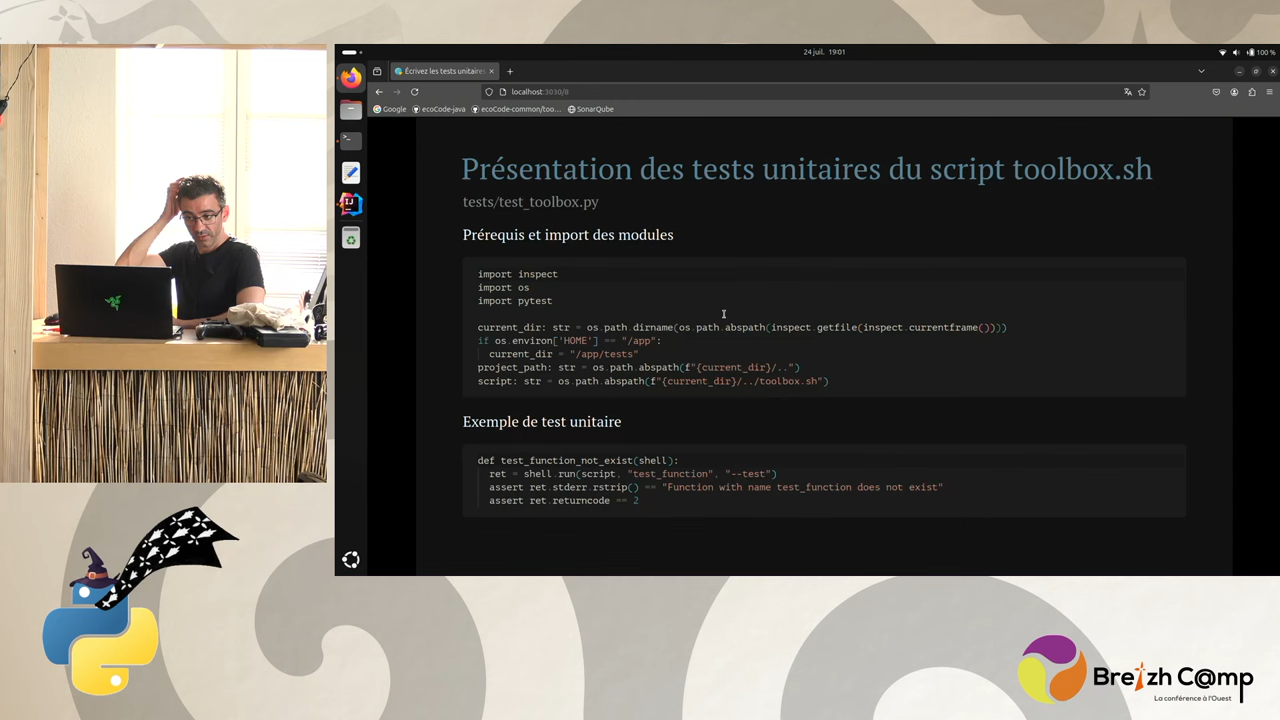 24 juil. 19:01
100 %
Écrivez les tests unitaires
localhost:3030/8
Google
ecoCode-java
ecoCode-common/too...
SonarQube
Présentation des tests unitaires du script toolbox.sh
tests/test_toolbox.py
Prérequis et import des modules
import inspect
import os
import pytest
current_dir: str = os.path.dirname(os.path.abspath(inspect.getfile(inspect.currentframe())))
if os.environ['HOME'] == "/app":
current_dir = "/app/tests"
project_path: str = os.path.abspath(f"{current_dir}/..")
script: str = os.path.abspath(f"{current_dir}/../toolbox.sh")
Exemple de test unitaire
def test_function_not_exist(shell):
ret = shell.run(script, "test_function", "--test")
assert ret.stderr.rstrip() == "Function with name test_function does not exist"
assert ret.returncode == 2
Breizh C@mp
La conférence à l'Ouest